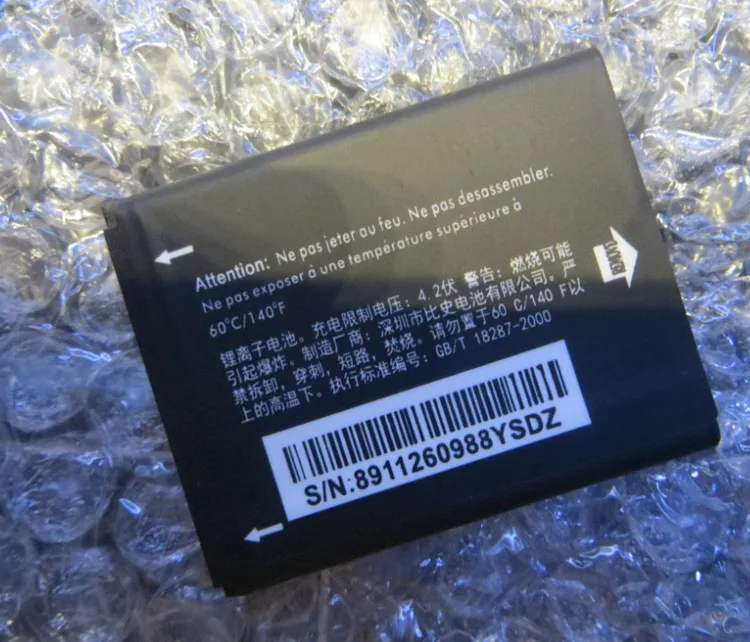 Attention: Ne pas jeter au feu. Ne pas desassembler.
Ne pas exposer à une température supérieure à
60°C/140°F
锂离子电池。充电限制电压: 4.2伏 警告: 燃烧可能
引起爆炸。制造厂商: 深圳市比史电池有限公司。严
禁拆卸, 穿刺, 短路, 焚烧。请勿置于60 C/140 F以
上的高温下。执行标准编号: GB/T 18287-2000
S/N:8911260988YSDZ